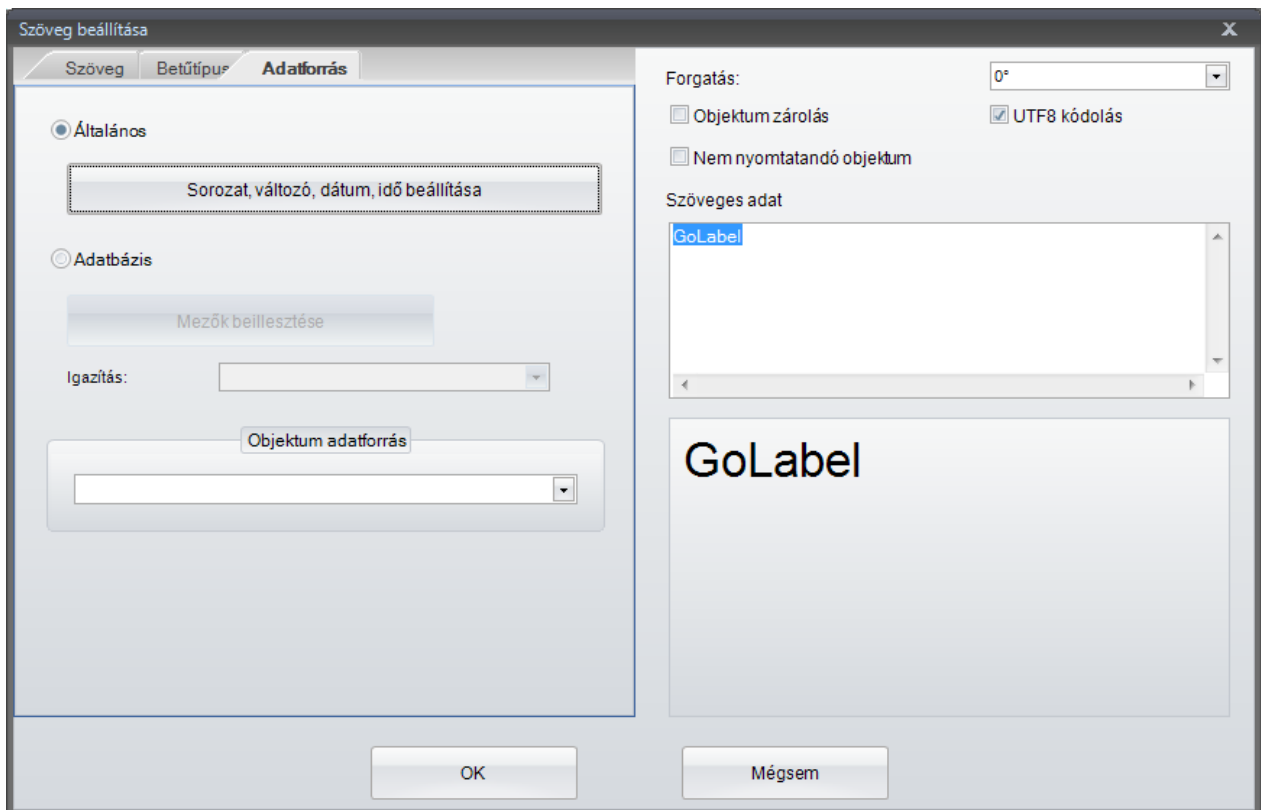 Szöveg beállítása X
Szöveg Betűtípus Adatforrás
Általános
Sorozat, változó, dátum, idő beállítása
Adatbázis
Mezők beillesztése
Igazítás:
Objektum adatforrás
Forgatás: 0°
Objektum zárolás UTF8 kódolás
Nem nyomtatandó objektum
Szöveges adat
GoLabel
GoLabel
OK Mégsem